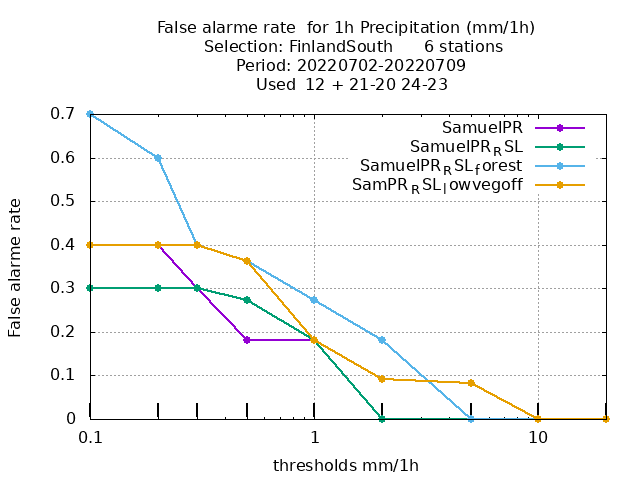 False alarme rate  for 1h Precipitation (mm/1h)
Selection: FinlandSouth      6 stations
Period: 20220702-20220709
Used  12 + 21-20 24-23
SamuelPR
SamuelPR_RSL
SamuelPR_RSL_forest
SamPR_RSL_lowvegoff
False alarme rate
0.7
0.6
0.5
0.4
0.3
0.2
0.1
0
0.1 1 10
thresholds mm/1h